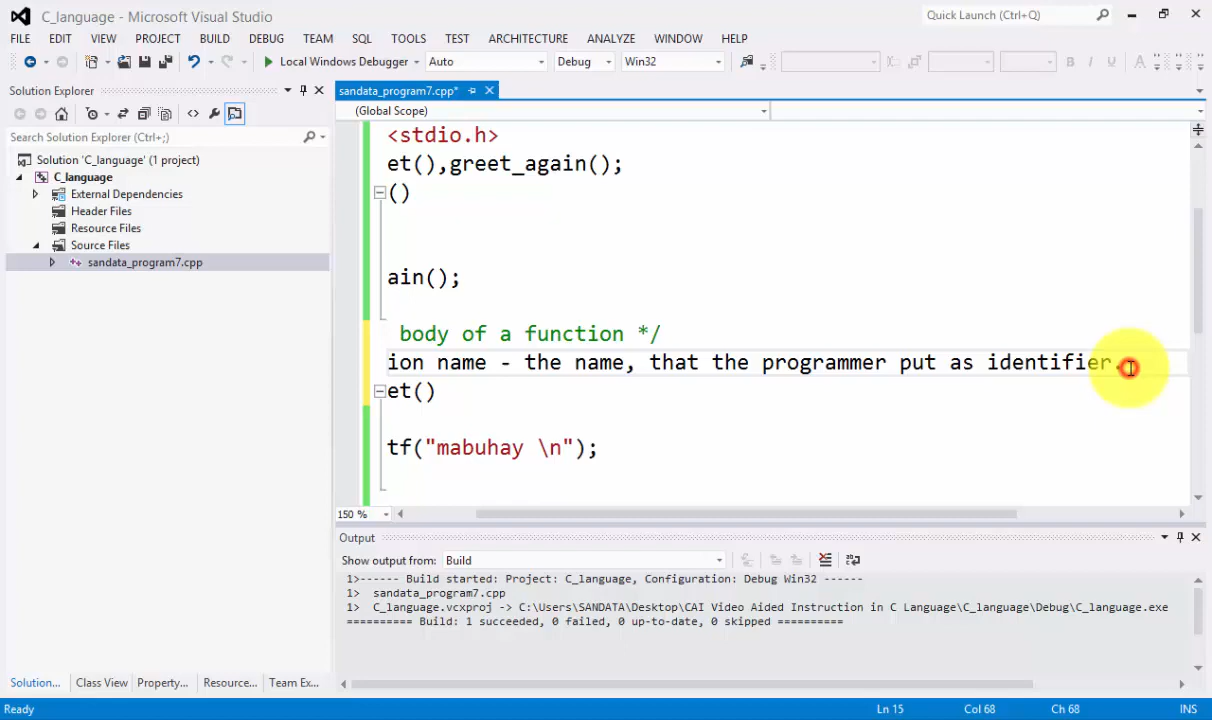 C_language - Microsoft Visual Studio
Quick Launch (Ctrl+Q)
FILE EDIT VIEW PROJECT BUILD DEBUG TEAM SQL TOOLS TEST ARCHITECTURE ANALYZE WINDOW HELP
Local Windows Debugger Auto Debug Win32
Solution Explorer
sandata_program7.cpp*
(Global Scope)
Search Solution Explorer (Ctrl+;)
Solution 'C_language' (1 project)
C_language
External Dependencies
Header Files
Resource Files
Source Files
sandata_program7.cpp
<stdio.h>
et(),greet_again();
()
ain();
body of a function */
ion name - the name, that the programmer put as identifier.
et()
tf("mabuhay \n");
150 %
Output
Show output from: Build
1>------ Build started: Project: C_language, Configuration: Debug Win32 ------
1> sandata_program7.cpp
1> C_language.vcxproj -> C:\Users\SANDATA\Desktop\CAI Video Aided Instruction in C Language\C_language\Debug\C_language.exe
========== Build: 1 succeeded, 0 failed, 0 up-to-date, 0 skipped ==========
Solution... Class View Property... Resource... Team Ex...
Ready Ln 15 Col 68 Ch 68 INS